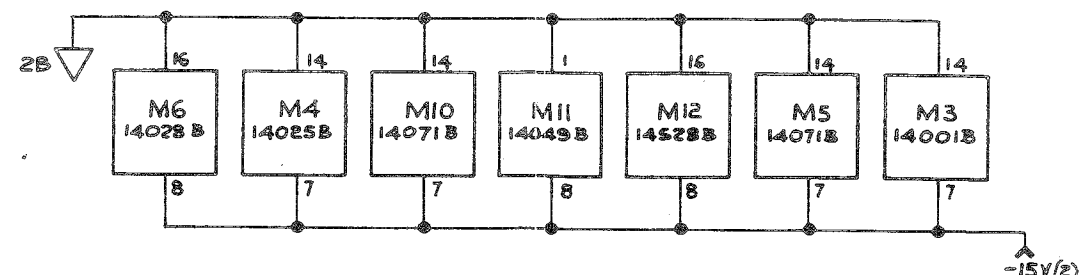 2B
16 14 14 1 16 14 14
M6 M4 M10 M11 M12 M5 M3
14028B 14025B 14071B 14049B 14528B 14071B 14001B
8 7 7 8 8 7 7
-15V(2)